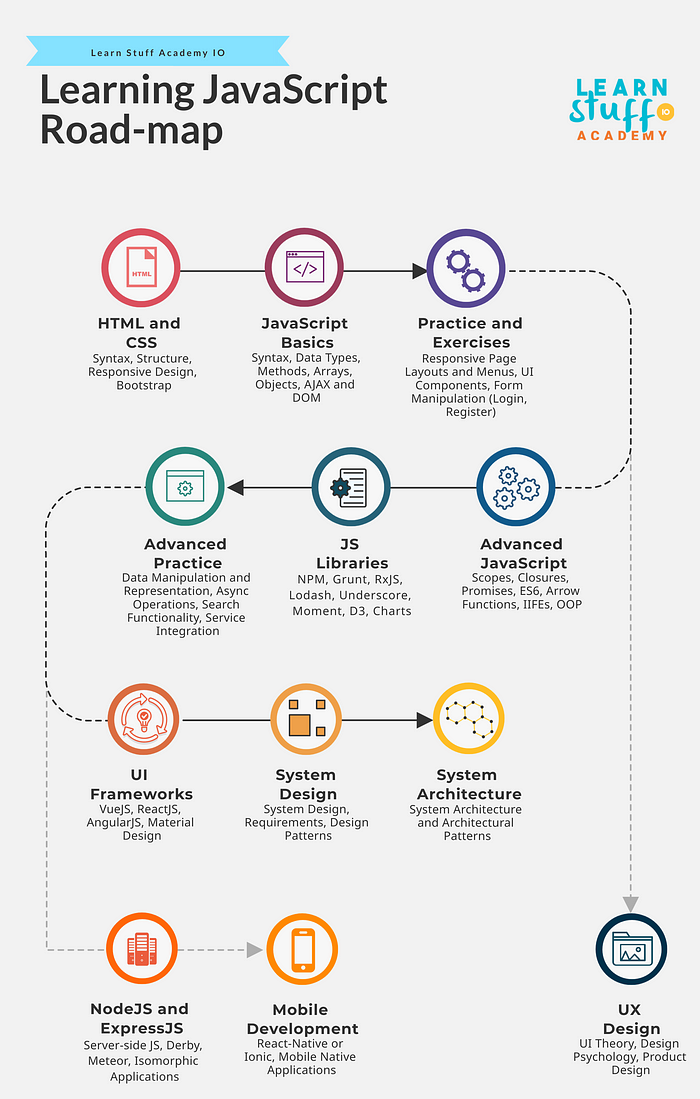 Learn Stuff Academy IO
Learning JavaScript
Road-map
LEARN
stuff
IO
ACADEMY
HTML
</>
HTML and
CSS
Syntax, Structure,
Responsive Design,
Bootstrap
JavaScript
Basics
Syntax, Data Types,
Methods, Arrays,
Objects, AJAX and
DOM
Practice and
Exercises
Responsive Page
Layouts and Menus, UI
Components, Form
Manipulation (Login,
Register)
Advanced
Practice
Data Manipulation and
Representation, Async
Operations, Search
Functionality, Service
Integration
JS
Libraries
NPM, Grunt, RxJS,
Lodash, Underscore,
Moment, D3, Charts
Advanced
JavaScript
Scopes, Closures,
Promises, ES6, Arrow
Functions, IIFEs, OOP
UI
Frameworks
VueJS, ReactJS,
AngularJS, Material
Design
System
Design
System Design,
Requirements, Design
Patterns
System
Architecture
System Architecture
and Architectural
Patterns
NodeJS and
ExpressJS
Server-side JS, Derby,
Meteor, Isomorphic
Applications
Mobile
Development
React-Native or
Ionic, Mobile Native
Applications
UX
Design
UI Theory, Design
Psychology, Product
Design